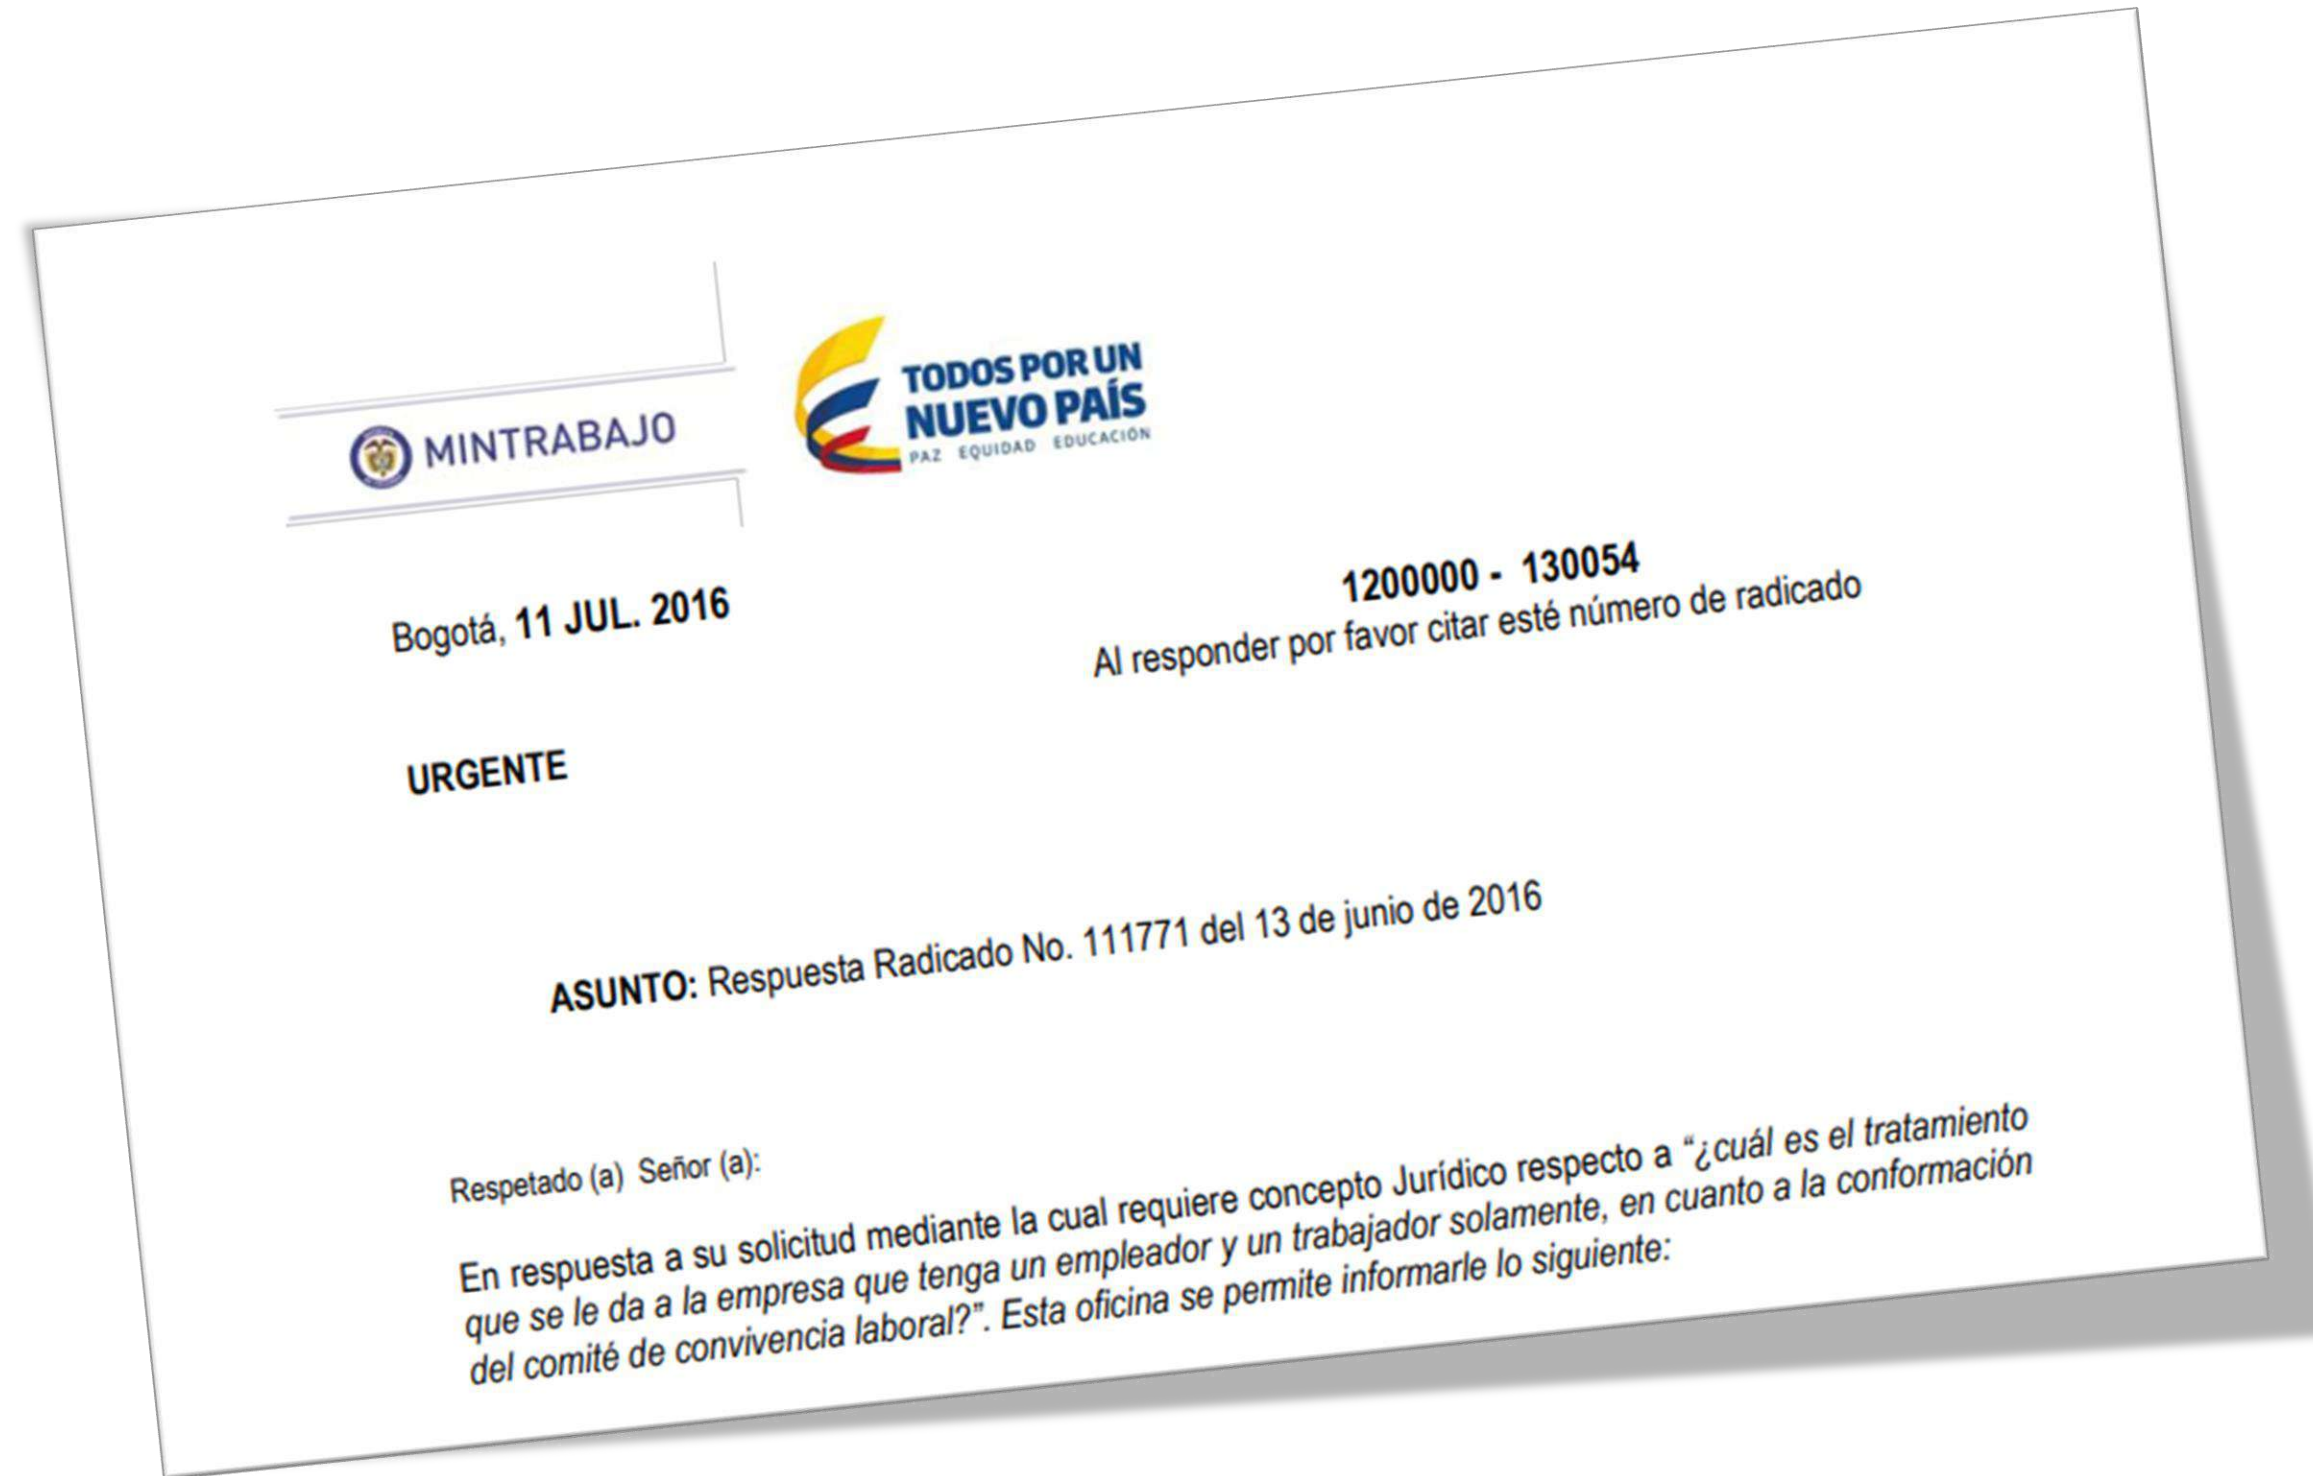 MINTRABAJO
TODOS POR UN
NUEVO PAÍS
PAZ EQUIDAD EDUCACIÓN
Bogotá, 11 JUL. 2016
1200000 - 130054
Al responder por favor citar esté número de radicado
URGENTE
ASUNTO: Respuesta Radicado No. 111771 del 13 de junio de 2016
Respetado (a) Señor (a):
En respuesta a su solicitud mediante la cual requiere concepto Jurídico respecto a “¿cuál es el tratamiento
que se le da a la empresa que tenga un empleador y un trabajador solamente, en cuanto a la conformación
del comité de convivencia laboral?”. Esta oficina se permite informarle lo siguiente: